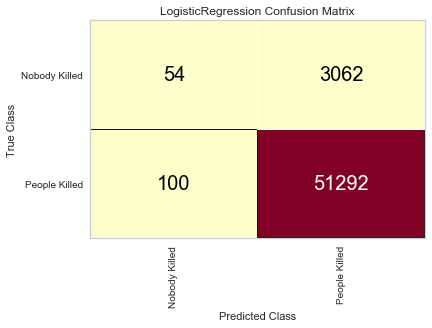 LogisticRegression Confusion Matrix
Nobody Killed
54
3062
True Class
People Killed
100
51292
Nobody Killed
People Killed
Predicted Class